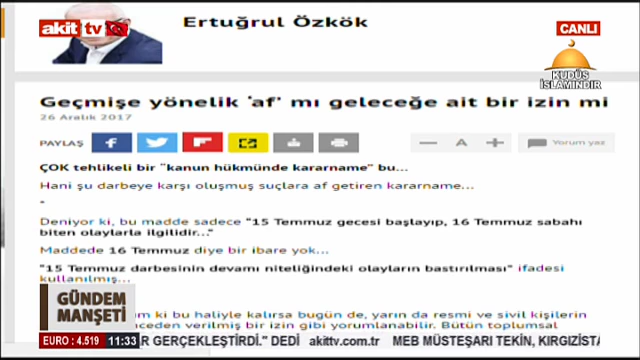 akit tv
Ertuğrul Özkök
CANLI
KUDÜS
İSLAMINDIR
Geçmişe yönelik 'af' mı geleceğe ait bir izin mi
26 Aralık 2017
PAYLAŞ
A
Yorum yaz
ÇOK tehlikeli bir "kanun hükmünde kararname" bu...
Hani şu darbeye karşı oluşmuş suçlara af getiren kararname...
Deniyor ki, bu madde sadece "15 Temmuz gecesi başlayıp, 16 Temmuz sabahı
biten olaylarla ilgilidir..."
Maddede 16 Temmuz diye bir ibare yok...
"15 Temmuz darbesinin devamı niteliğindeki olayların bastırılması" ifadesi
kullanılmış...
ki bu haliyle kalırsa bugün de, yarın da resmi ve sivil kişilerin
verilmiş bir izin gibi yorumlanabilir. Bütün toplumsal
GÜNDEM
MANŞETİ
EURO : 4.519 11:33 AR GERÇEKLEŞTİRDİ." DEDİ akittv.com.tr MEB MÜSTEŞARI TEKİN, KIRGIZİSTA